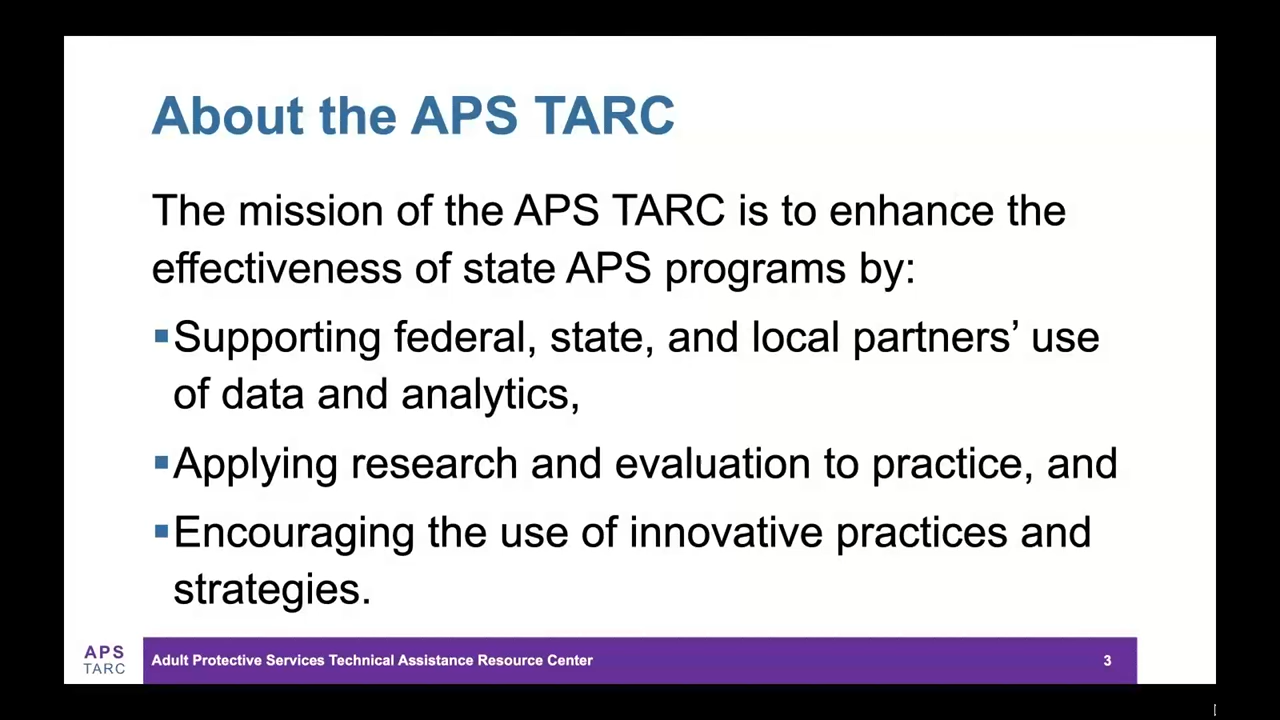 About the APS TARC
The mission of the APS TARC is to enhance the
effectiveness of state APS programs by:
▪Supporting federal, state, and local partners’ use
of data and analytics,
▪Applying research and evaluation to practice, and
▪Encouraging the use of innovative practices and
strategies.
APS
TARC
Adult Protective Services Technical Assistance Resource Center
3